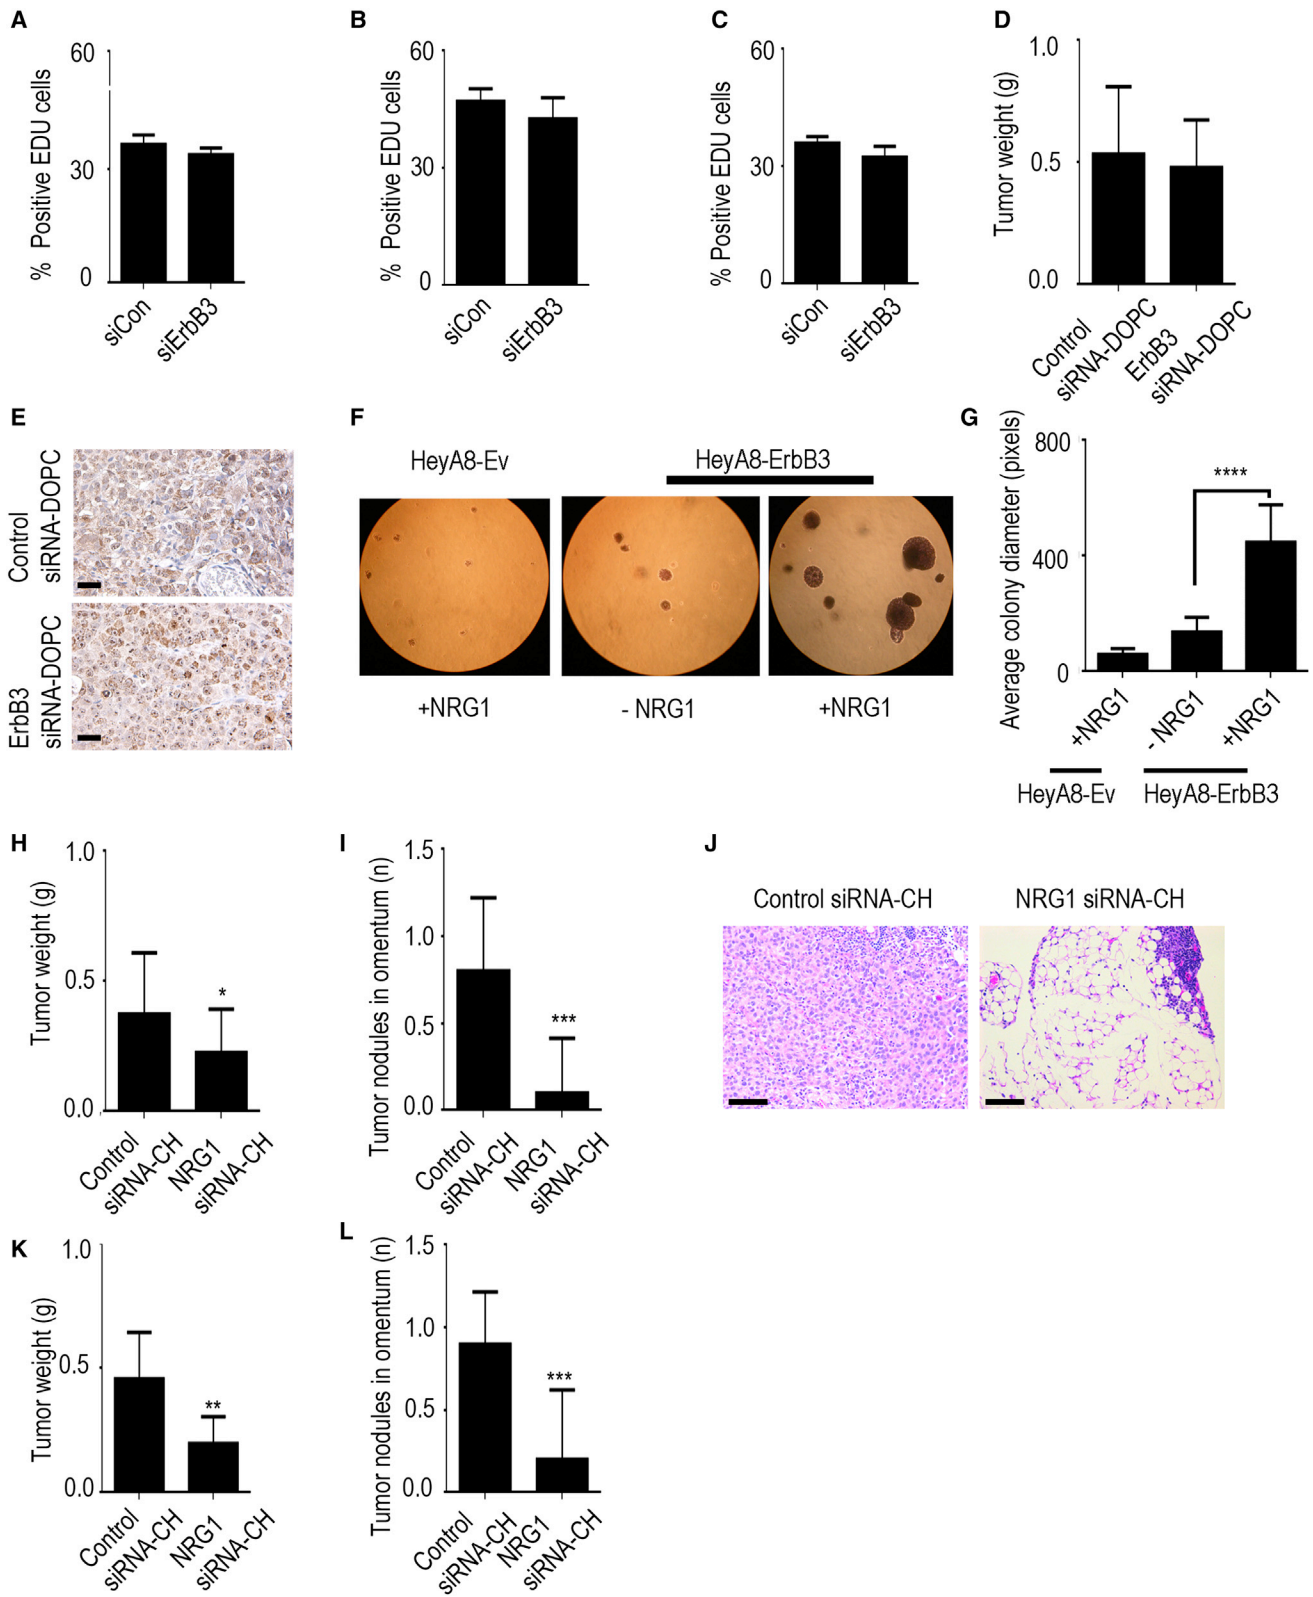 A
60
30
0
% Positive EDU cells
siCon
siErbB3
B
60
30
0
% Positive EDU cells
siCon
siErbB3
C
60
30
0
% Positive EDU cells
siCon
siErbB3
D
1.0
0.5
0.0
Tumor weight (g)
Control
siRNA-DOPC
ErbB3
siRNA-DOPC
E
Control
siRNA-DOPC
ErbB3
siRNA-DOPC
F
HeyA8-Ev
HeyA8-ErbB3
+NRG1
- NRG1
+NRG1
G
800
400
0
Average colony diameter (pixels)
****
+NRG1
- NRG1
+NRG1
HeyA8-Ev
HeyA8-ErbB3
H
1.0
0.5
0.0
Tumor weight (g)
*
Control
siRNA-CH
NRG1
siRNA-CH
I
1.5
1.0
0.5
0.0
Tumor nodules in omentum (n)
***
Control
siRNA-CH
NRG1
siRNA-CH
J
Control siRNA-CH
NRG1 siRNA-CH
K
1.0
0.5
0.0
Tumor weight (g)
**
Control
siRNA-CH
NRG1
siRNA-CH
L
1.5
1.0
0.5
0.0
Tumor nodules in omentum (n)
***
Control
siRNA-CH
NRG1
siRNA-CH